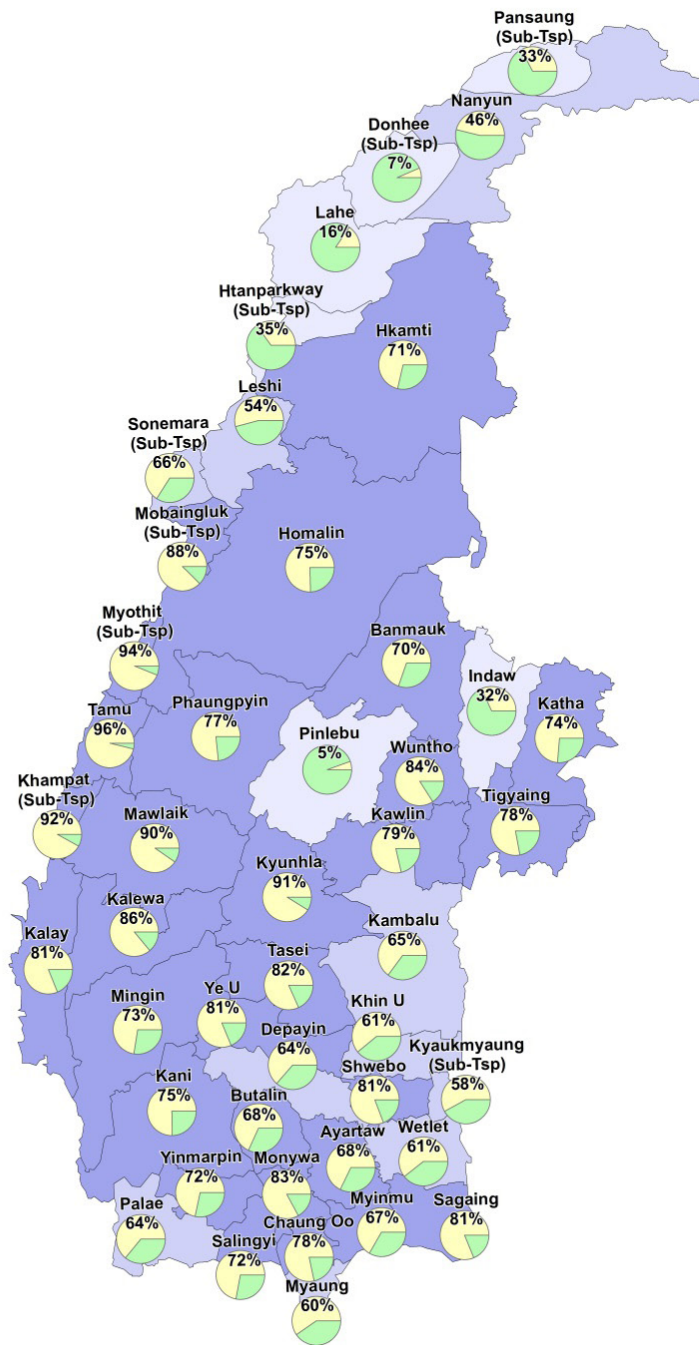 Pansaung
(Sub-Tsp)
33%
Nanyun
46%
Donhee
(Sub-Tsp)
7%
Lahe
16%
Htanparkway
(Sub-Tsp)
35%
Hkamti
71%
Leshi
54%
Sonemara
(Sub-Tsp)
66%
Mobaingluk
(Sub-Tsp)
88%
Homalin
75%
Myothit
(Sub-Tsp)
94%
Banmauk
70%
Indaw
32%
Katha
74%
Tamu
96%
Phaungpyin
77%
Pinlebu
5%
Wuntho
84%
Khampat
(Sub-Tsp)
92%
Mawlaik
90%
Kawlin
79%
Tigyaing
78%
Kyunhla
91%
Kalewa
86%
Kalay
81%
Kambalu
65%
Tasei
82%
Mingin
73%
Ye U
81%
Khin U
61%
Depayin
64%
Kyaukmyaung
(Sub-Tsp)
58%
Shwebo
81%
Kani
75%
Butalin
68%
Ayartaw
68%
Wetlet
61%
Yinmarpin
72%
Monywa
83%
Palae
64%
Salingyi
72%
Chaung Oo
78%
Myinmu
67%
Sagaing
81%
Myaung
60%